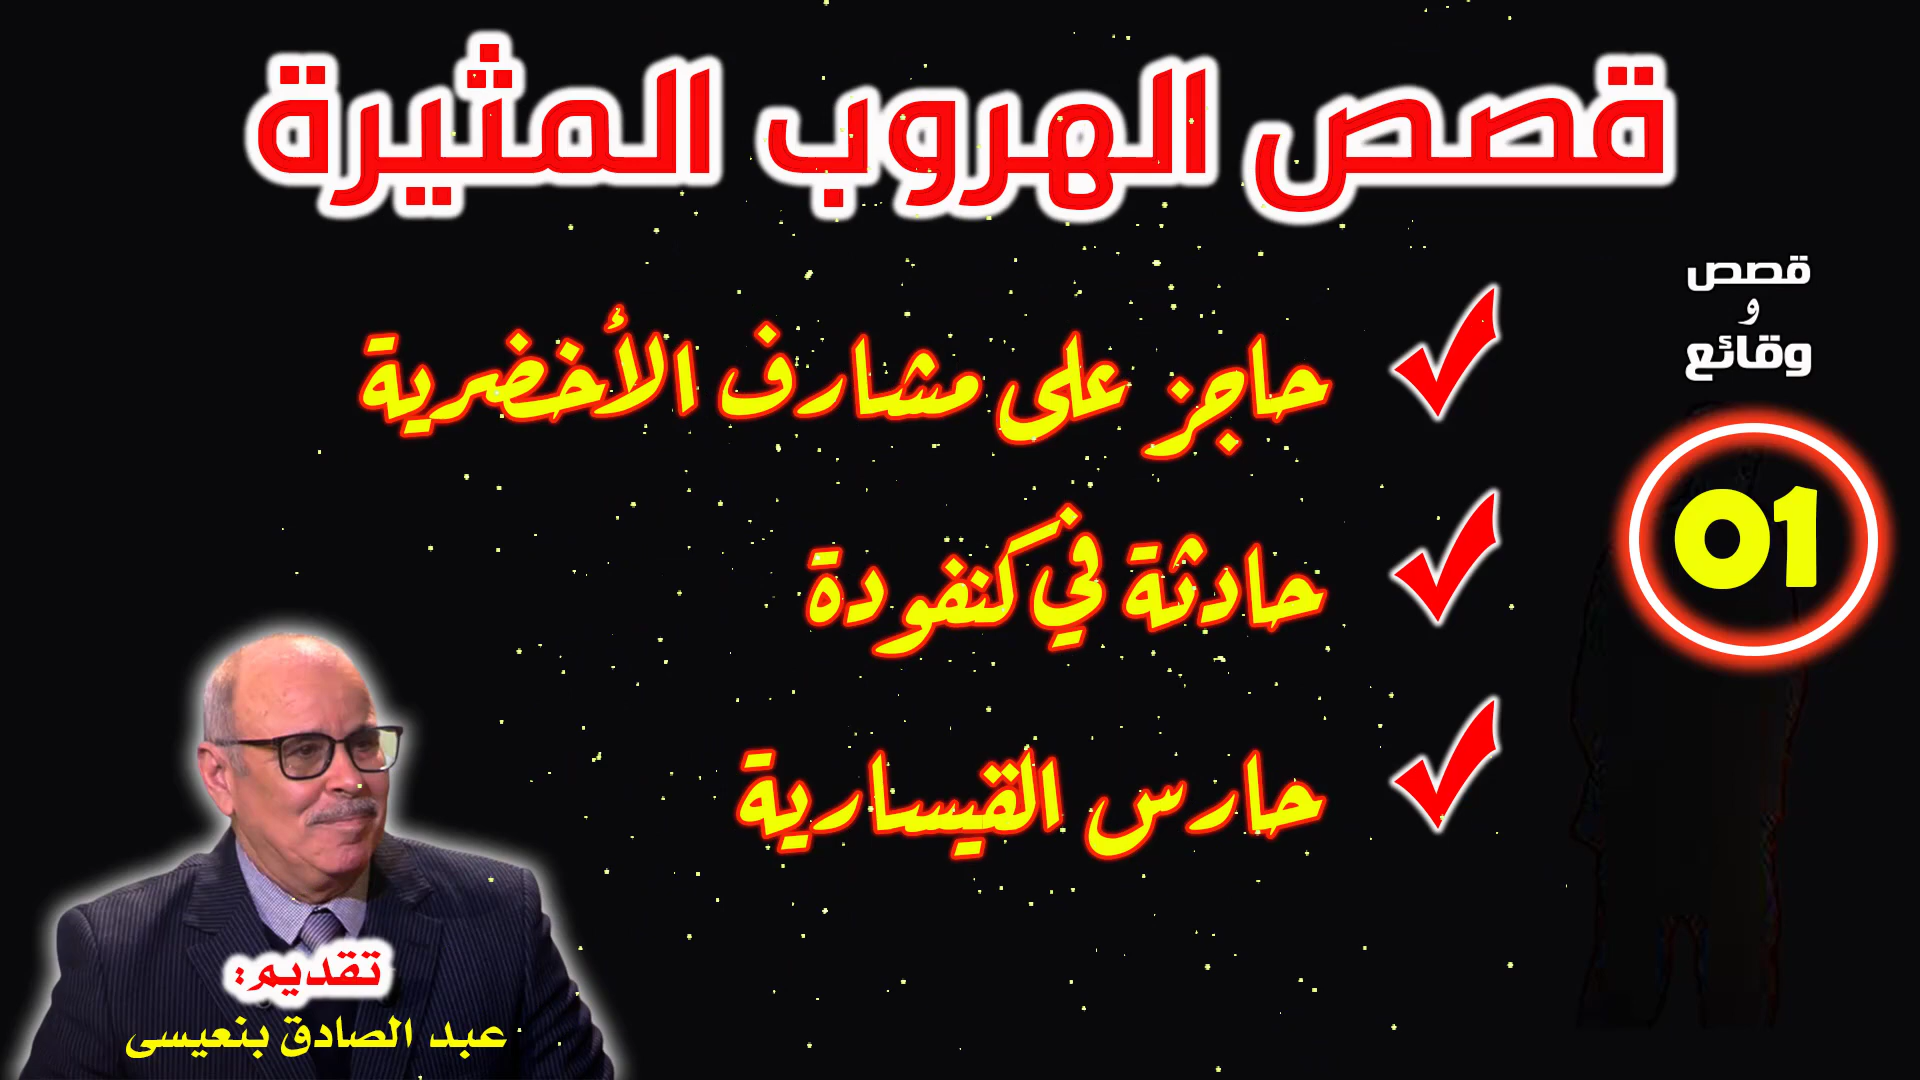 قصص الهروب المثيرة
قصص
و
وقائع
01
حاجز على مشارف الأخضرية
حادثة في كنفودة
حارس القيسارية
تقديم:
عبد الصادق بنعيسى